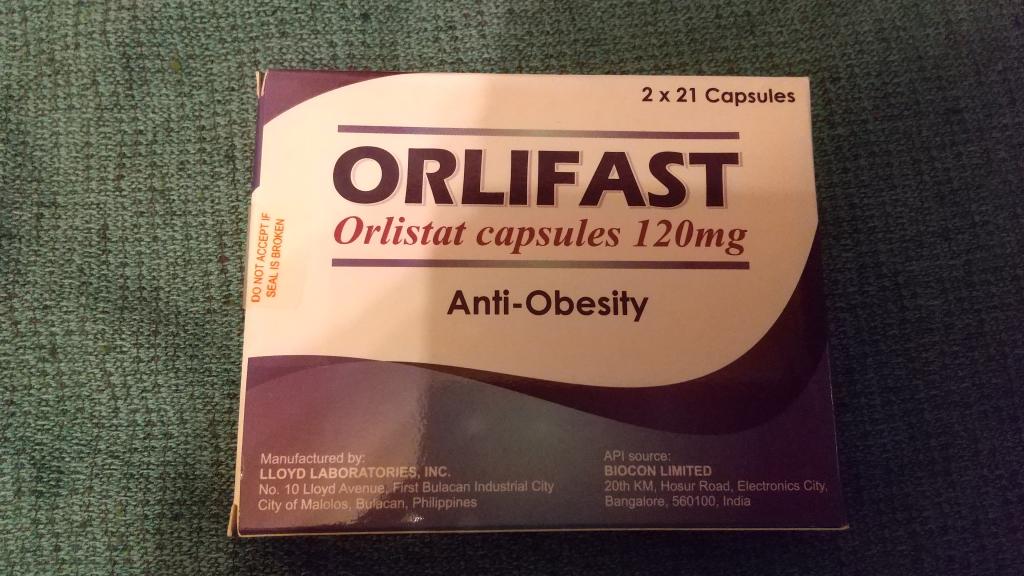 2 x 21 Capsules
ORLIFAST
Orlistat capsules 120mg
Anti-Obesity
DO NOT ACCEPT IF
SEAL IS BROKEN
Manufactured by:
LLOYD LABORATORIES, INC.
No. 10 Lloyd Avenue, First Bulacan Industrial City
City of Malolos, Bulacan, Philippines
API source:
BIOCON LIMITED
20th KM, Hosur Road, Electronics City,
Bangalore, 560100, India